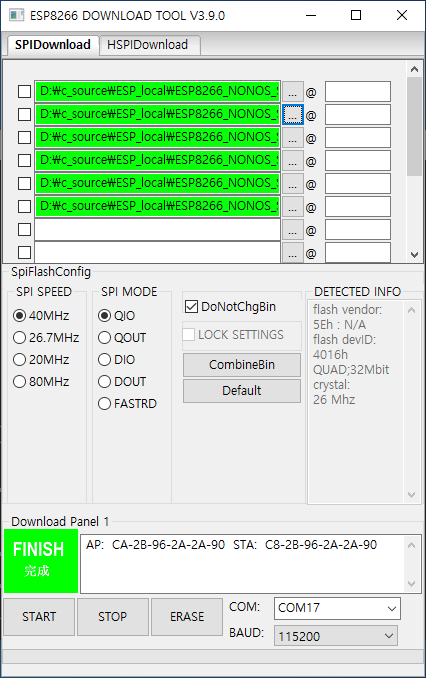 ESP8266 DOWNLOAD TOOL V3.9.0
SPIDownload HSPIDownload
D:₩c_source₩ESP_local₩ESP8266_NONOS_ ... @
D:₩c_source₩ESP_local₩ESP8266_NONOS_ ... @
D:₩c_source₩ESP_local₩ESP8266_NONOS_ ... @
D:₩c_source₩ESP_local₩ESP8266_NONOS_ ... @
D:₩c_source₩ESP_local₩ESP8266_NONOS_ ... @
D:₩c_source₩ESP_local₩ESP8266_NONOS_ ... @
... @
... @
SpiFlashConfig
SPI SPEED
40MHz
26.7MHz
20MHz
80MHz
SPI MODE
QIO
QOUT
DIO
DOUT
FASTRD
DoNotChgBin
LOCK SETTINGS
CombineBin
Default
DETECTED INFO
flash vendor:
5Eh : N/A
flash devID:
4016h
QUAD;32Mbit
crystal:
26 Mhz
Download Panel 1
FINISH
完成
AP: CA-2B-96-2A-2A-90 STA: C8-2B-96-2A-2A-90
START STOP ERASE
COM: COM17
BAUD: 115200